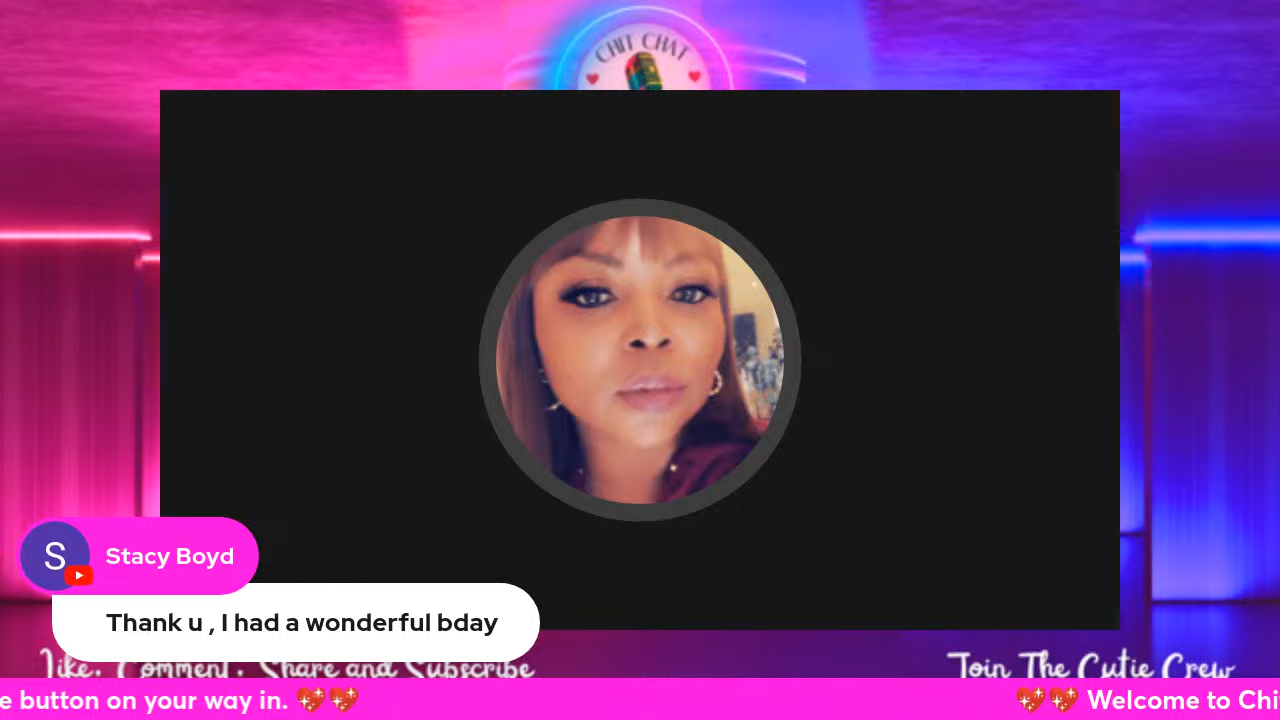 CHIT CHAT
S
Stacy Boyd
Thank u , I had a wonderful bday
Like. Comment. Share and Subscribe
Join The Cutie Crew
e button on your way in. 💖💖
💖💖 Welcome to Chi